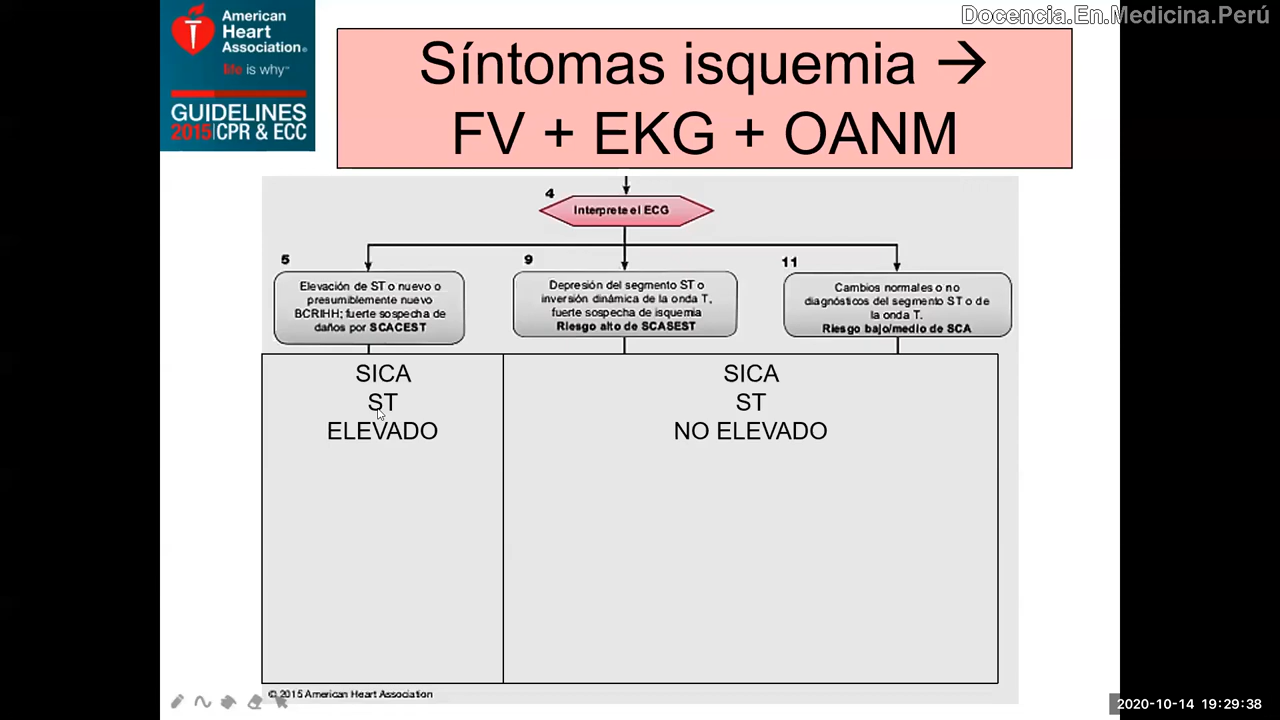 Docencia.En.Medicina.Perú
American
Heart
Association®
life is why™
GUIDELINES
2015|CPR & ECC
Síntomas isquemia →
FV + EKG + OANM
4
Interprete el ECG
5
Elevación de ST o nuevo o
presumiblemente nuevo
BCRIHH; fuerte sospecha de
daños por SCACEST
9
Depresión del segmento ST o
inversión dinámica de la onda T,
fuerte sospecha de isquemia
Riesgo alto de SCASEST
11
Cambios normales o no
diagnósticos del segmento ST o de
la onda T.
Riesgo bajo/medio de SCA
SICA
ST
ELEVADO
SICA
ST
NO ELEVADO
© 2015 American Heart Association
2020-10-14 19:29:38